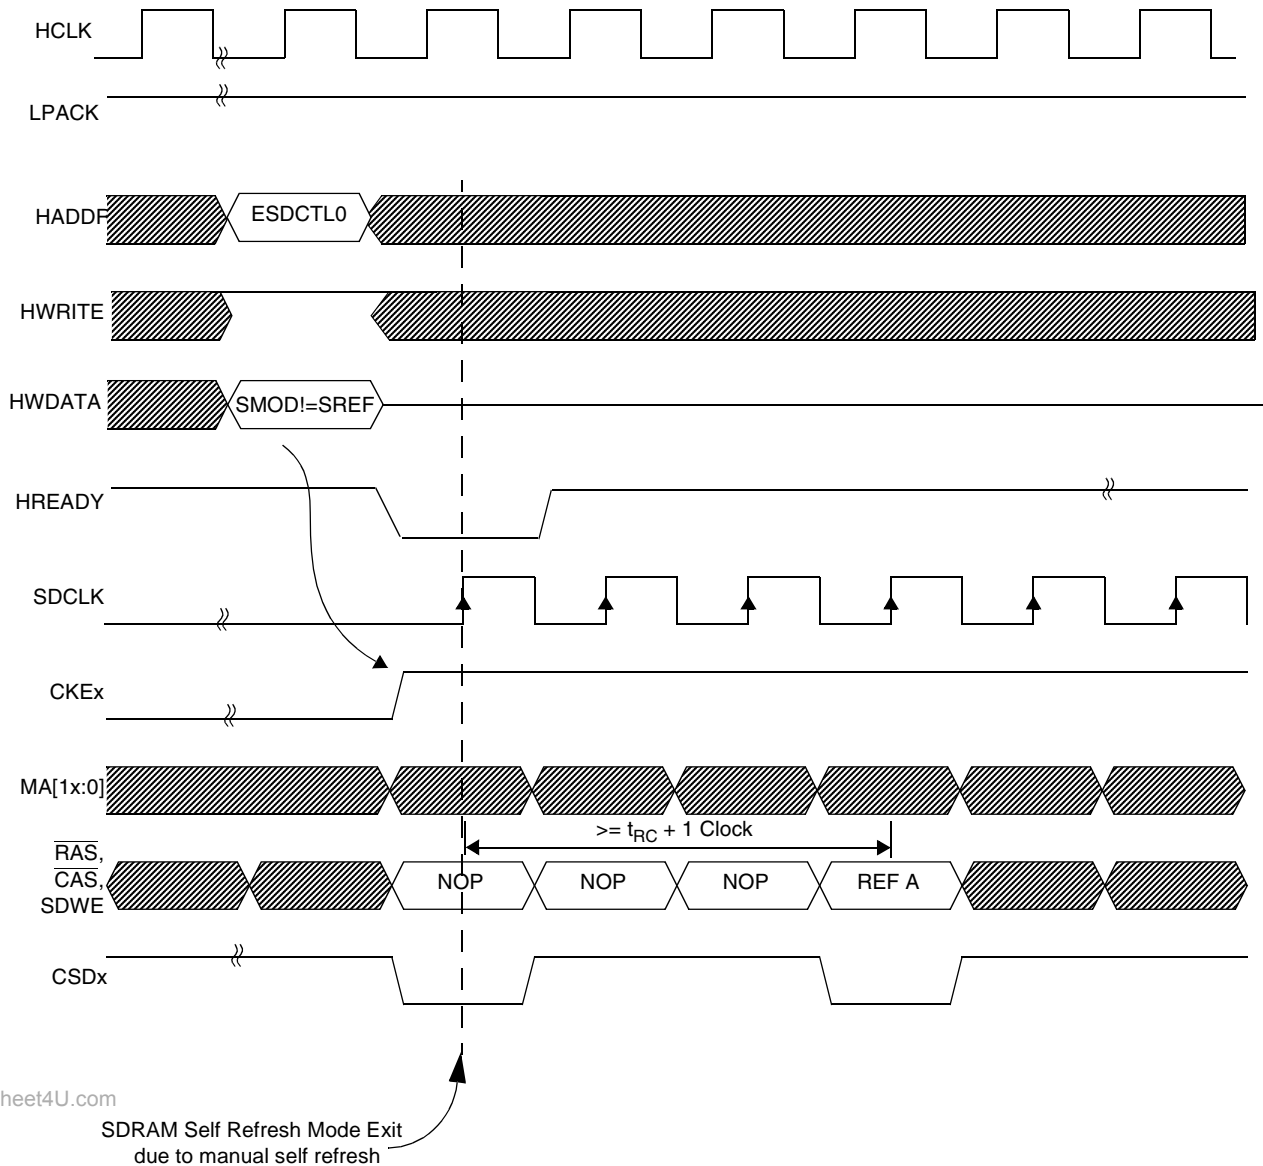 HCLK
LPACK
HADDF
ESDCTL0
HWRITE
HWDATA
SMOD!=SREF
HREADY
SDCLK
CKEx
MA[1x:0]
>= tRC + 1 Clock
RAS,
CAS,
SDWE
NOP
NOP
NOP
REF A
CSDx
heet4U.com
SDRAM Self Refresh Mode Exit
due to manual self refresh